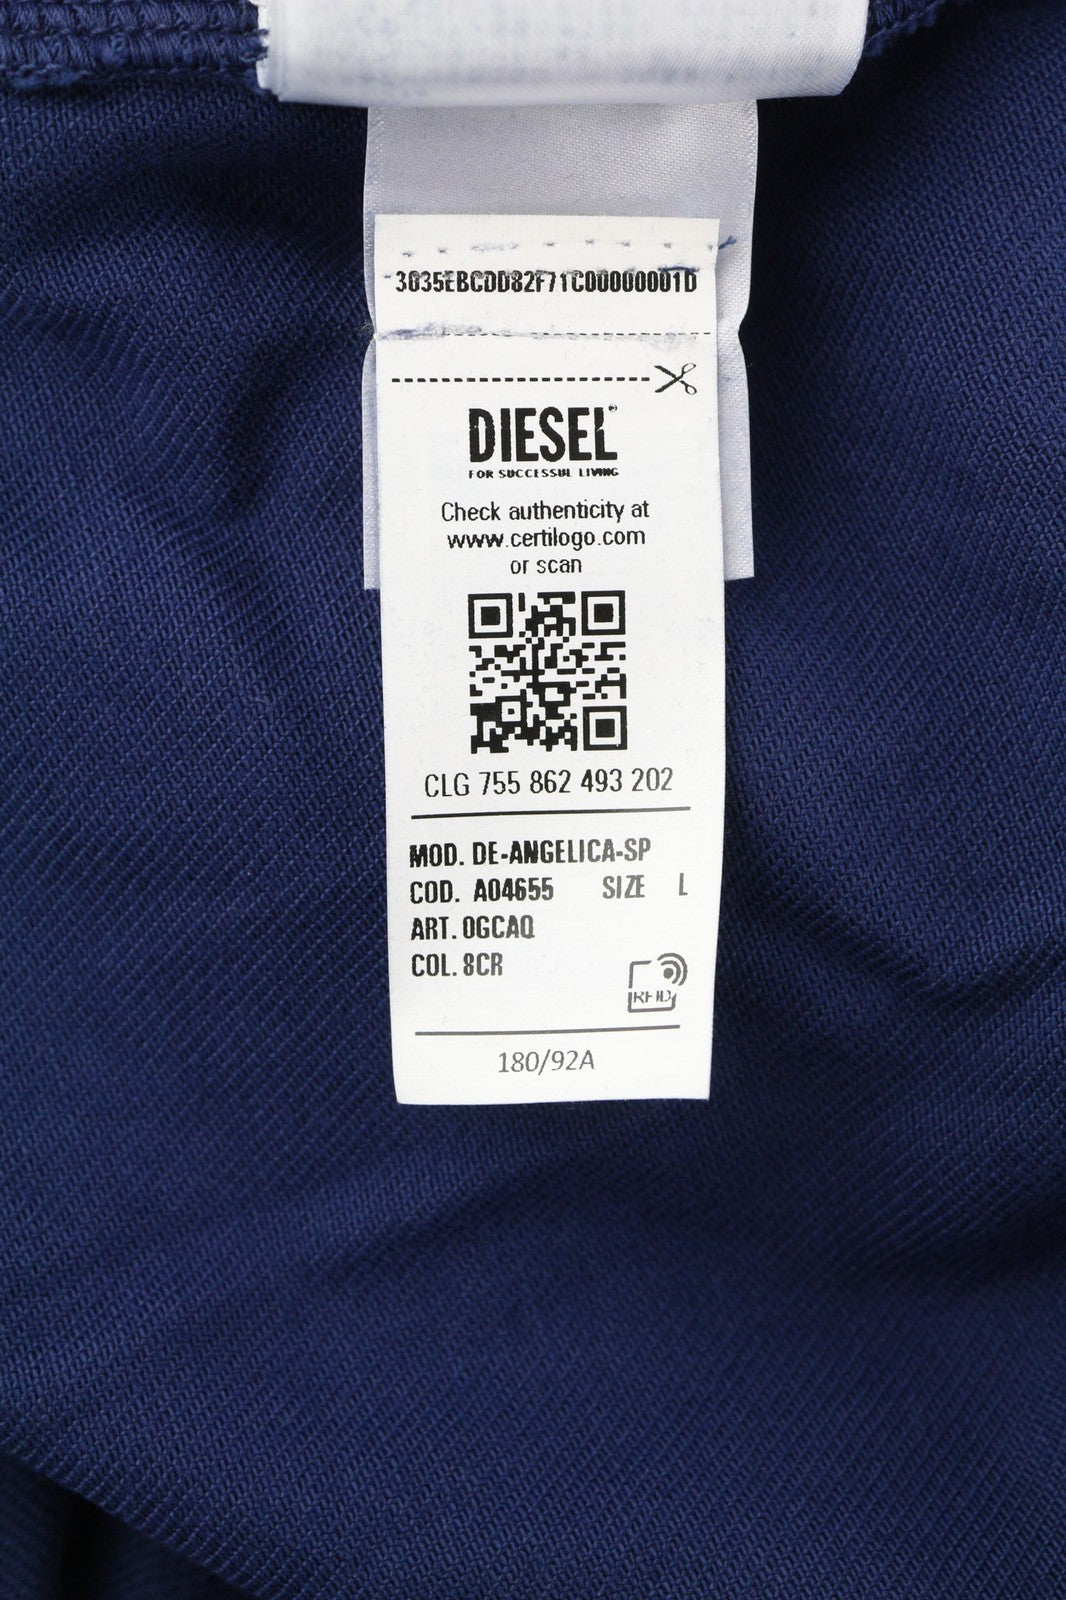 3035EBCDD82F71C00000001D
DIESEL
FOR SUCCESSUL LIVING
Check authenticity at
www.certilogo.com
or scan
CLG 755 862 493 202
MOD. DE-ANGELICA-SP
COD. A04655 SIZE L
ART. 0GCAQ
COL. 8CR
RFID
180/92A